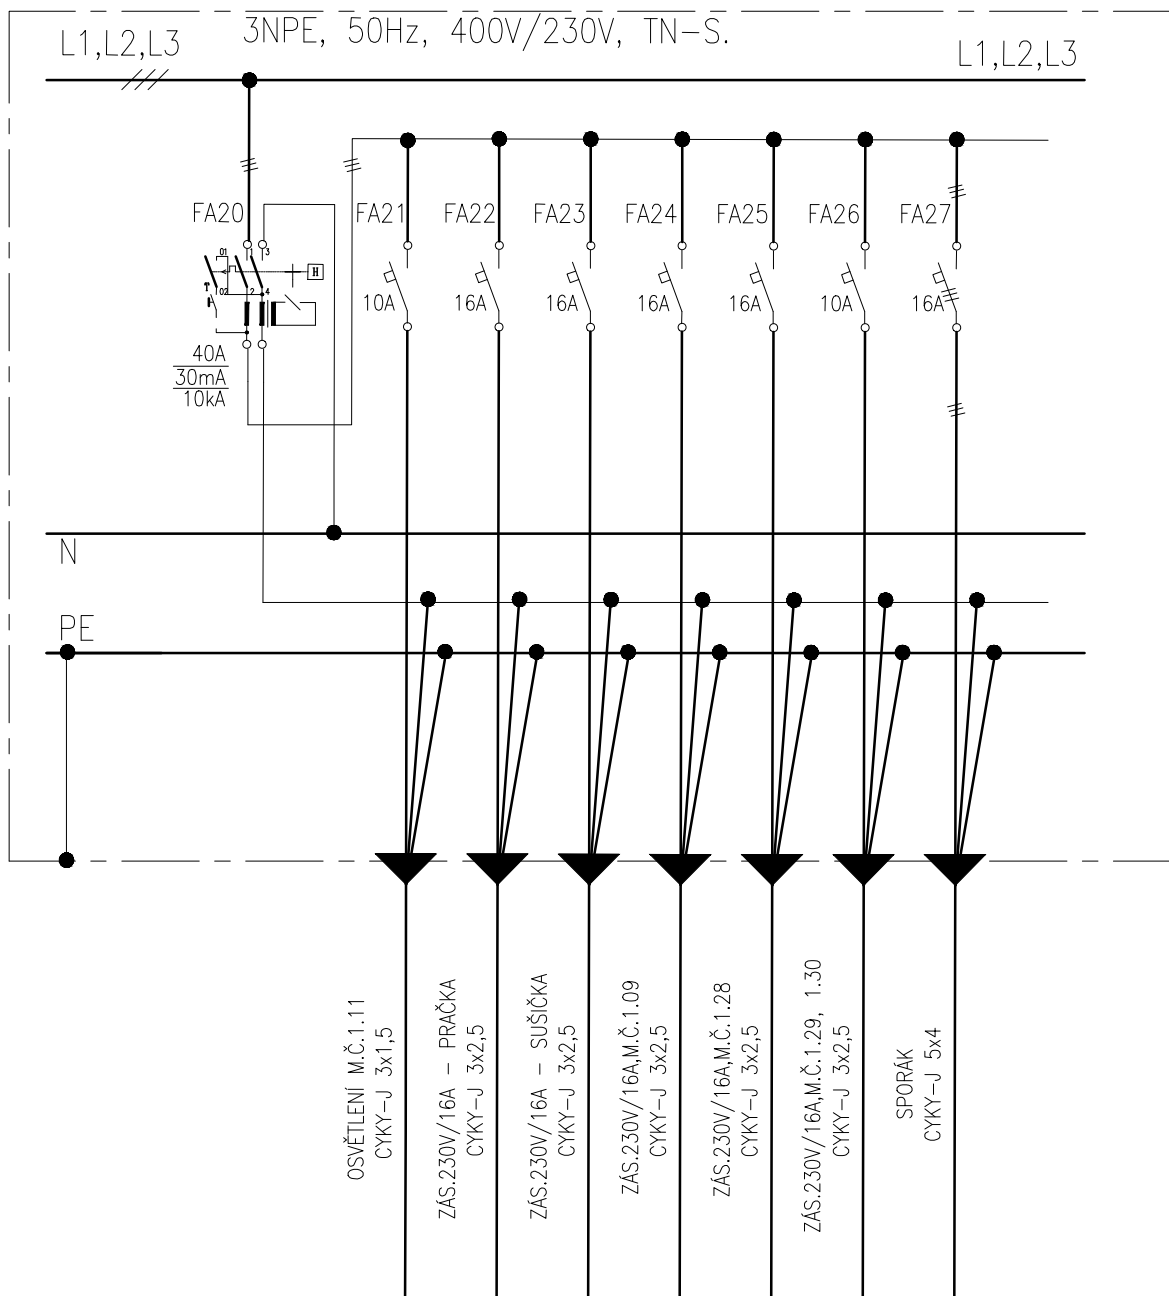 3NPE, 50Hz, 400V/230V, TN-S.
L1,L2,L3
L1,L2,L3
FA20
FA21
FA22
FA23
FA24
FA25
FA26
FA27
01
1
3
H
02
2
4
10A
16A
16A
16A
16A
10A
16A
40A
30mA
10kA
N
PE
OSVĚTLENÍ M.Č.1.11
CYKY-J 3x1,5
ZÁS.230V/16A - PRAČKA
CYKY-J 3x2,5
ZÁS.230V/16A - SUŠIČKA
CYKY-J 3x2,5
ZÁS.230V/16A,M.Č.1.09
CYKY-J 3x2,5
ZÁS.230V/16A,M.Č.1.28
CYKY-J 3x2,5
ZÁS.230V/16A,M.Č.1.29, 1.30
CYKY-J 3x2,5
SPORÁK
CYKY-J 5x4